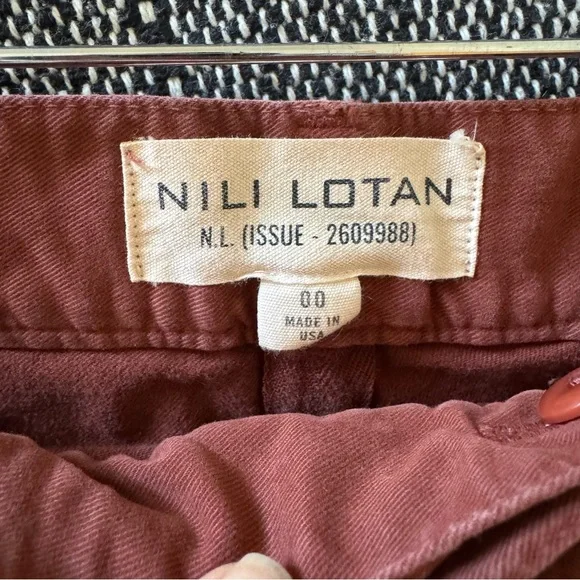 NILI LOTAN
N.L. (ISSUE - 2609988)
00
MADE IN
USA